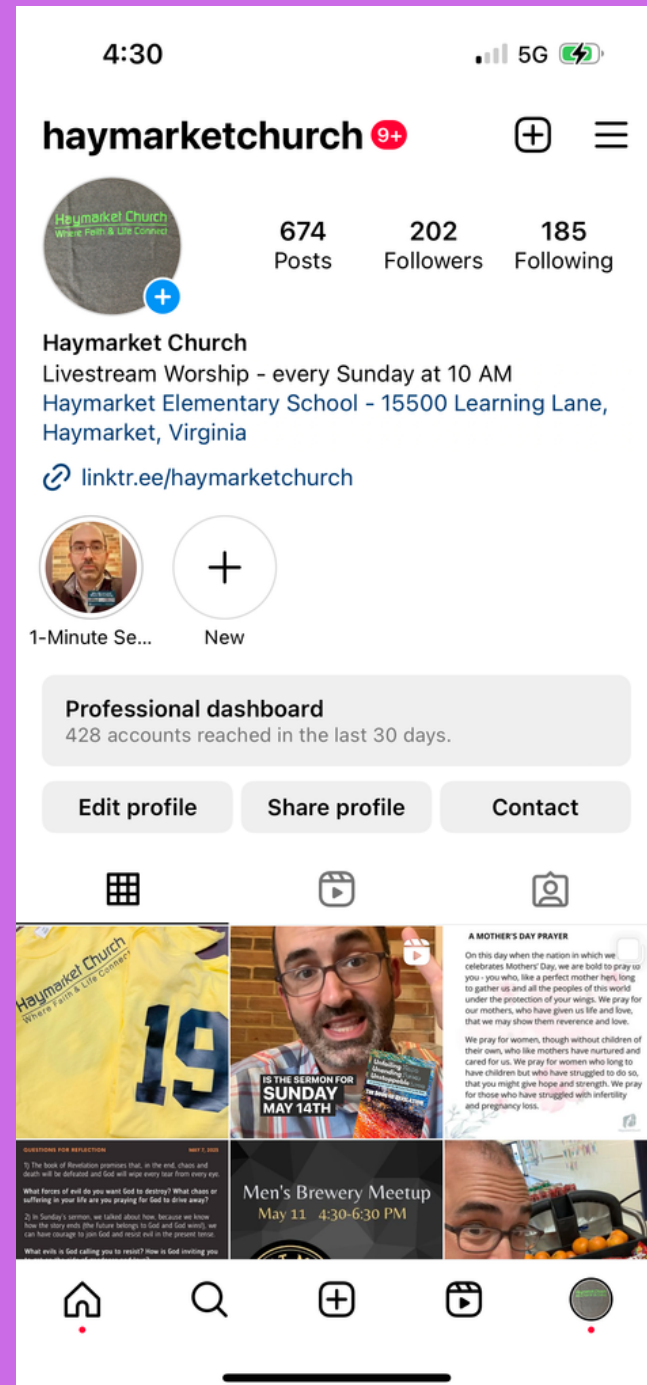 4:30
5G
haymarketchurch 9+
Haymarket Church
Where Faith & Life Connect
674
Posts
202
Followers
185
Following
Haymarket Church
Livestream Worship - every Sunday at 10 AM
Haymarket Elementary School - 15500 Learning Lane,
Haymarket, Virginia
linktr.ee/haymarketchurch
1-Minute Se...
New
Professional dashboard
428 accounts reached in the last 30 days.
Edit profile
Share profile
Contact
Haymarket Church
Where Faith & Life Connect
19
IS THE SERMON FOR
SUNDAY
MAY 14TH
Unfailing
Unending
Unstoppable
THE BOOK OF REVELATION
A MOTHER'S DAY PRAYER
On this day when the nation in which we
celebrates Mothers' Day, we are bold to pray to
you - you who, like a perfect mother hen, long
to gather us and all the peoples of this world
under the protection of your wings. We pray for
our mothers, who have given us life and love,
that we may show them reverence and love.
We pray for women, though without children of
their own, who like mothers have nurtured and
cared for us. We pray for women who long to
have children but who have struggled to do so,
that you might give hope and strength. We pray
for those who have struggled with infertility
and pregnancy loss.
QUESTIONS FOR REFLECTION
MAY 7, 2023
1) The book of Revelation promises that, in the end, chaos and
death will be defeated and God will wipe every tear from every eye.
What forces of evil do you want God to destroy? What chaos or
suffering in your life are you praying for God to drive away?
2) In Sunday's sermon, we talked about how, because we know
how the story ends (the future belongs to God and God wins!), we
can have courage to join God and resist evil in the present tense.
What evils is God calling you to resist? How is God inviting you
Men's Brewery Meetup
May 11 4:30-6:30 PM